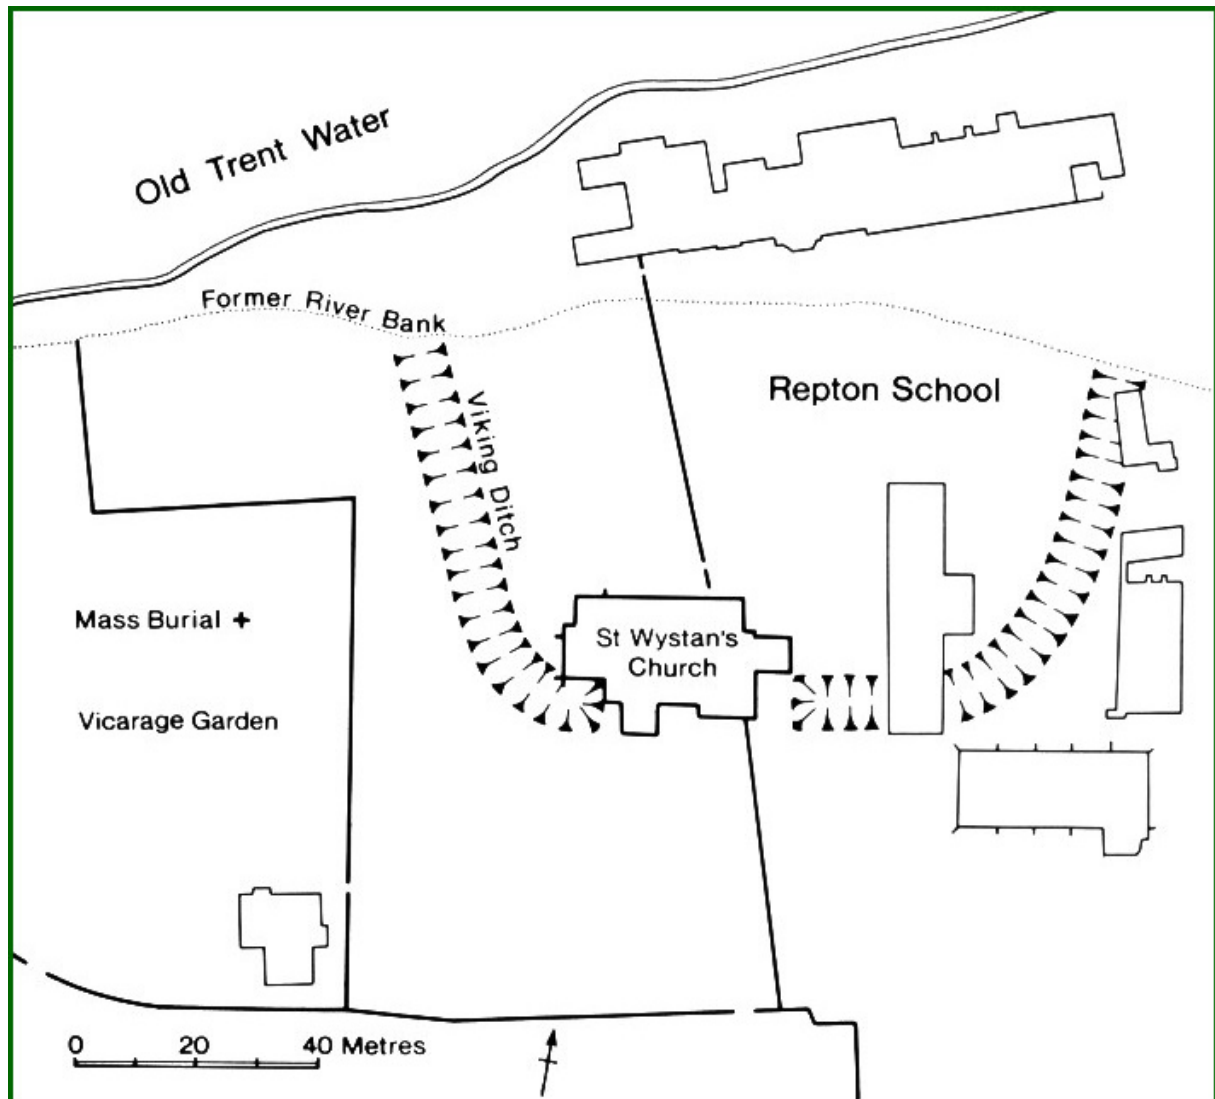 Old Trent Water
Former River Bank
Viking Ditch
Repton School
Mass Burial
St Wystan's
Church
Vicarage Garden
0 20 40 Metres